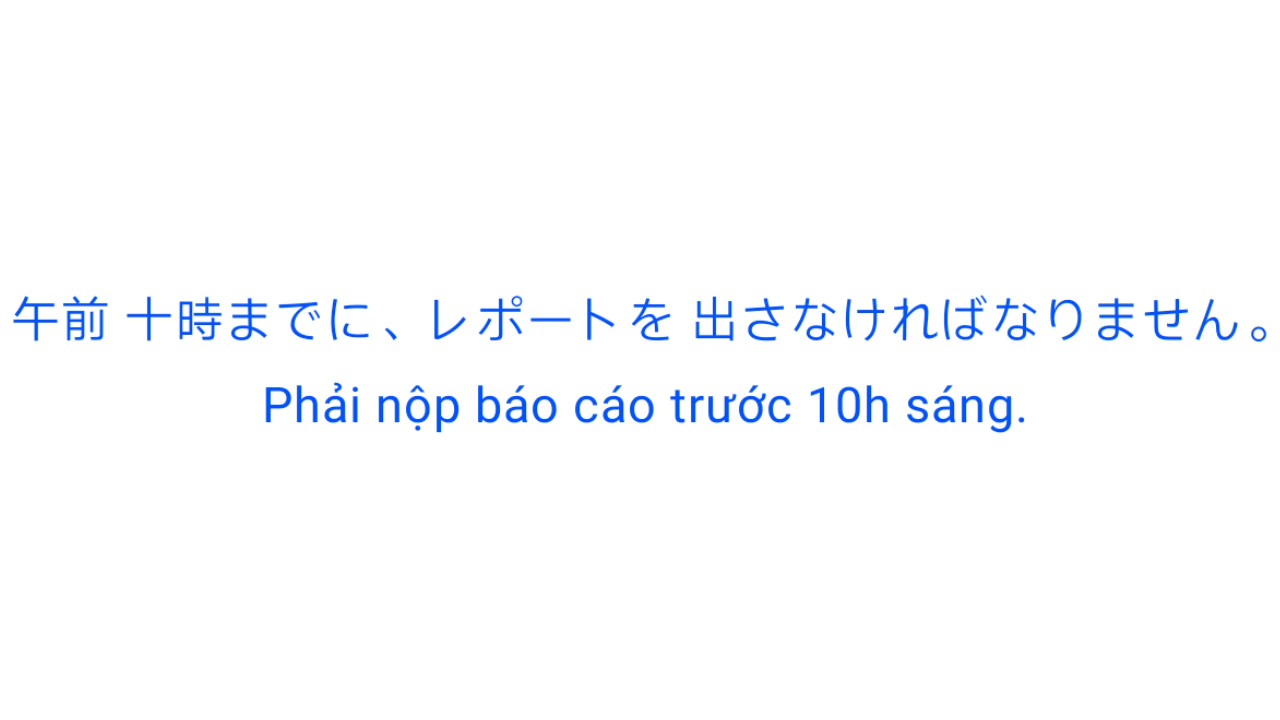 午前 十時までに、レポートを 出さなければなりません。
Phải nộp báo cáo trước 10h sáng.